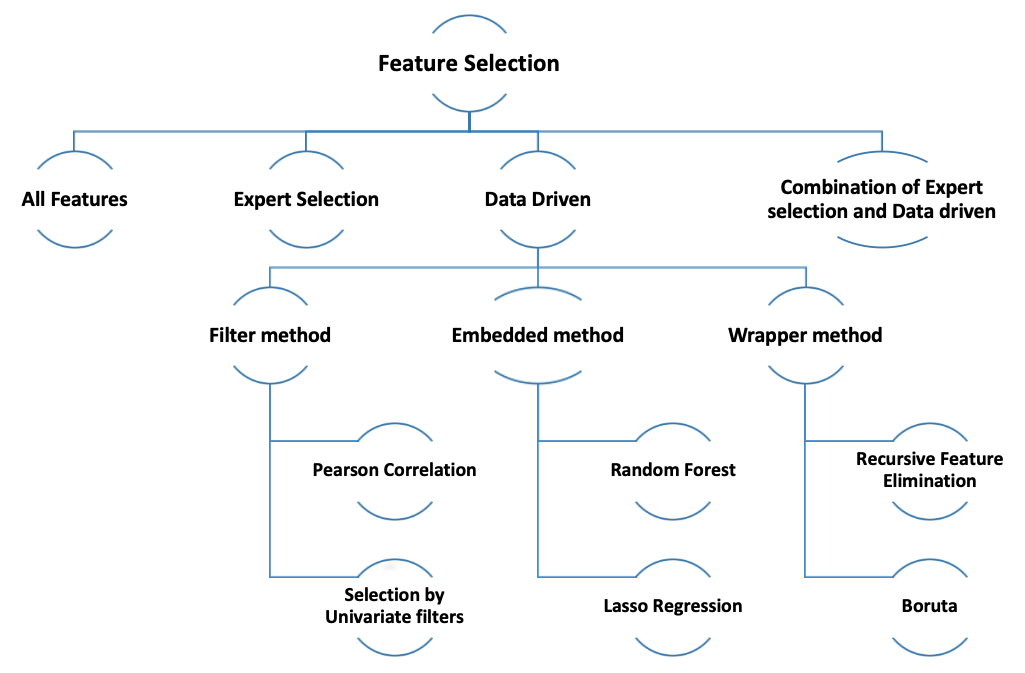 Feature Selection
All Features
Expert Selection
Data Driven
Combination of Expert
selection and Data driven
Filter method
Embedded method
Wrapper method
Pearson Correlation
Random Forest
Recursive Feature
Elimination
Selection by
Univariate filters
Lasso Regression
Boruta